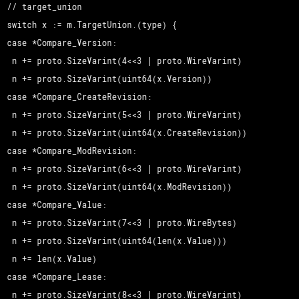 // target_union
switch x := m.TargetUnion.(type) {
case *Compare_Version:
n += proto.SizeVarint(4<<3 | proto.WireVarint)
n += proto.SizeVarint(uint64(x.Version))
case *Compare_CreateRevision:
n += proto.SizeVarint(5<<3 | proto.WireVarint)
n += proto.SizeVarint(uint64(x.CreateRevision))
case *Compare_ModRevision:
n += proto.SizeVarint(6<<3 | proto.WireVarint)
n += proto.SizeVarint(uint64(x.ModRevision))
case *Compare_Value:
n += proto.SizeVarint(7<<3 | proto.WireBytes)
n += proto.SizeVarint(uint64(len(x.Value)))
n += len(x.Value)
case *Compare_Lease:
n += proto.SizeVarint(8<<3 | proto.WireVarint)